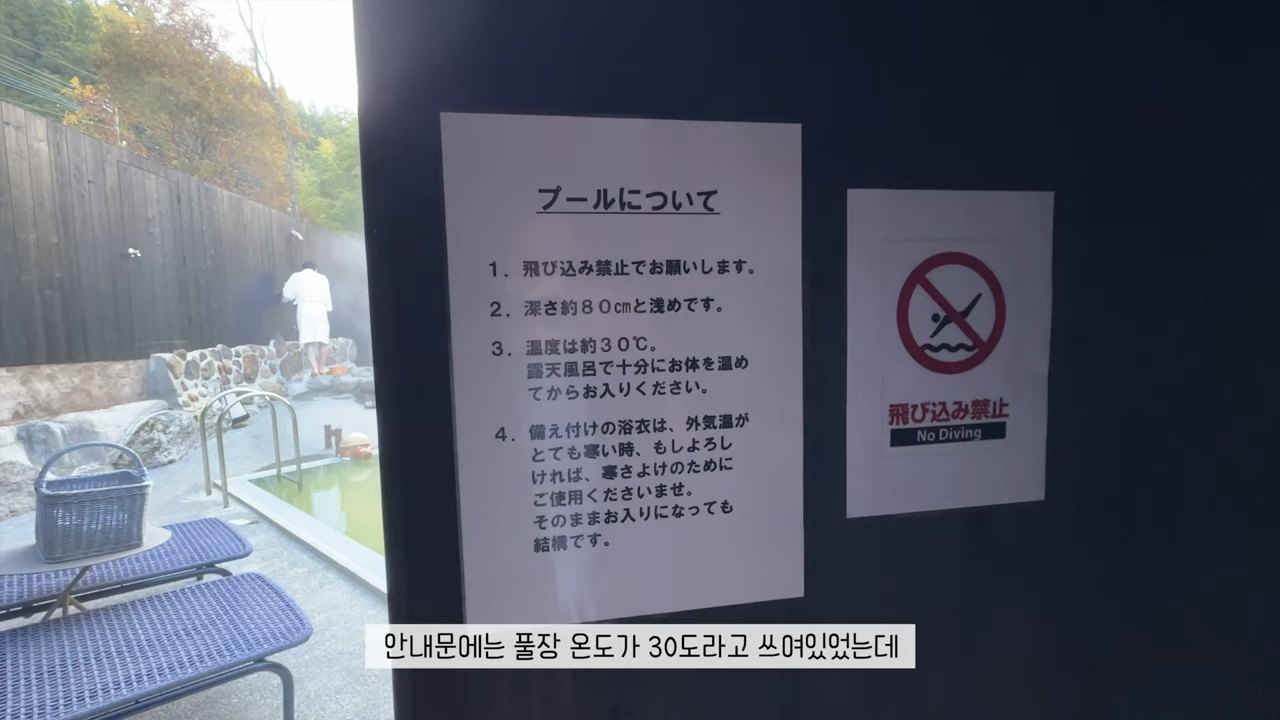 プールについて
1. 飛び込み禁止でお願いします。
2. 深さ約80cmと浅めです。
3. 温度は約30℃。
露天風呂で十分にお体を温め
てからお入りください。
4. 備え付けの浴衣は、外気温が
とても寒い時、もしよろし
ければ、寒さよけのために
ご使用くださいませ。
そのままお入りになっても
結構です。
飛び込み禁止
No Diving
안내문에는 풀장 온도가 30도라고 쓰여있었는데